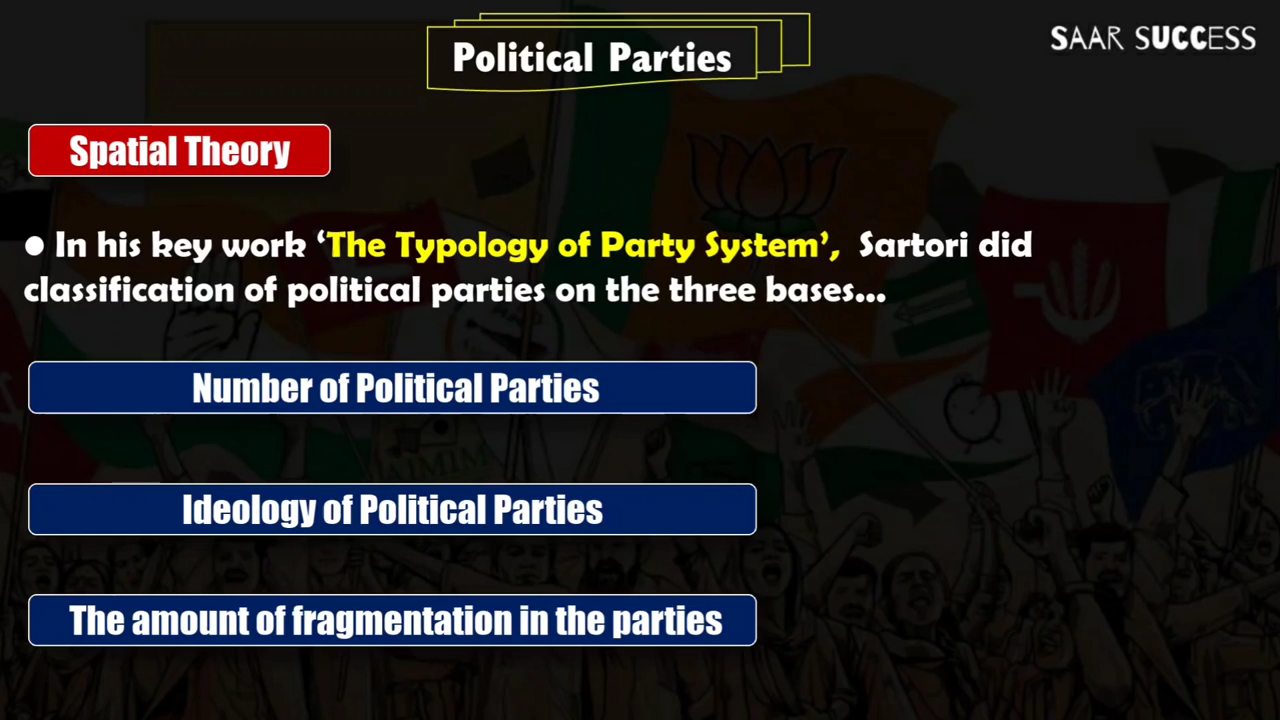 Political Parties
SAAR SUCCESS
Spatial Theory
● In his key work ‘The Typology of Party System’, Sartori did
classification of political parties on the three bases...
Number of Political Parties
AIMIM
Ideology of Political Parties
The amount of fragmentation in the parties